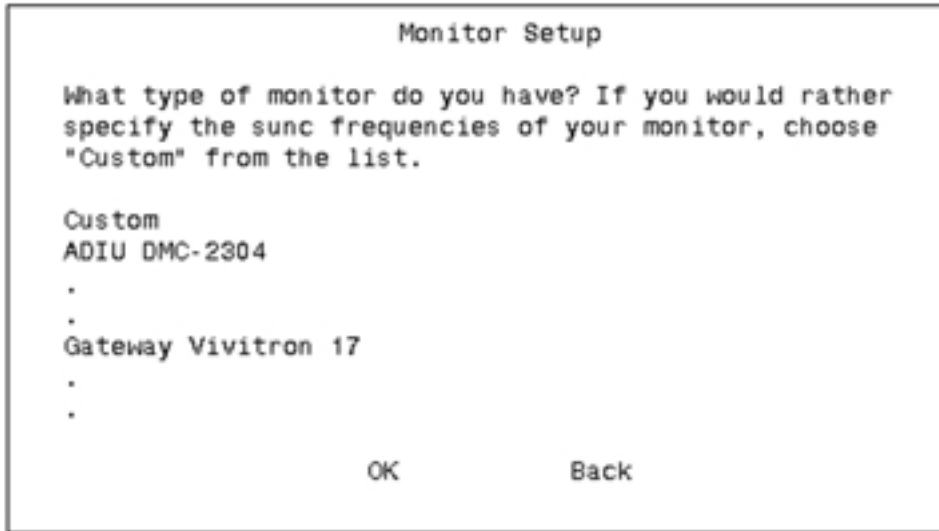 Monitor Setup
What type of monitor do you have? If you would rather
specify the sunc frequencies of your monitor, choose
"Custom" from the list.
Custom
ADIU DMC-2304
.
.
Gateway Vivitron 17
.
.
OK Back